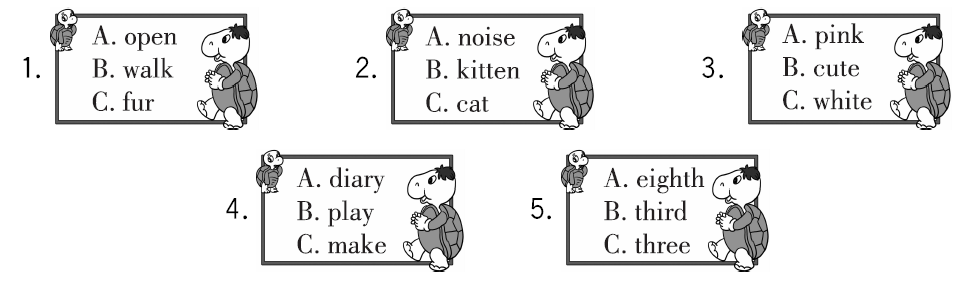 1.
A. open
B. walk
C. fur
2.
A. noise
B. kitten
C. cat
3.
A. pink
B. cute
C. white
4.
A. diary
B. play
C. make
5.
A. eighth
B. third
C. three